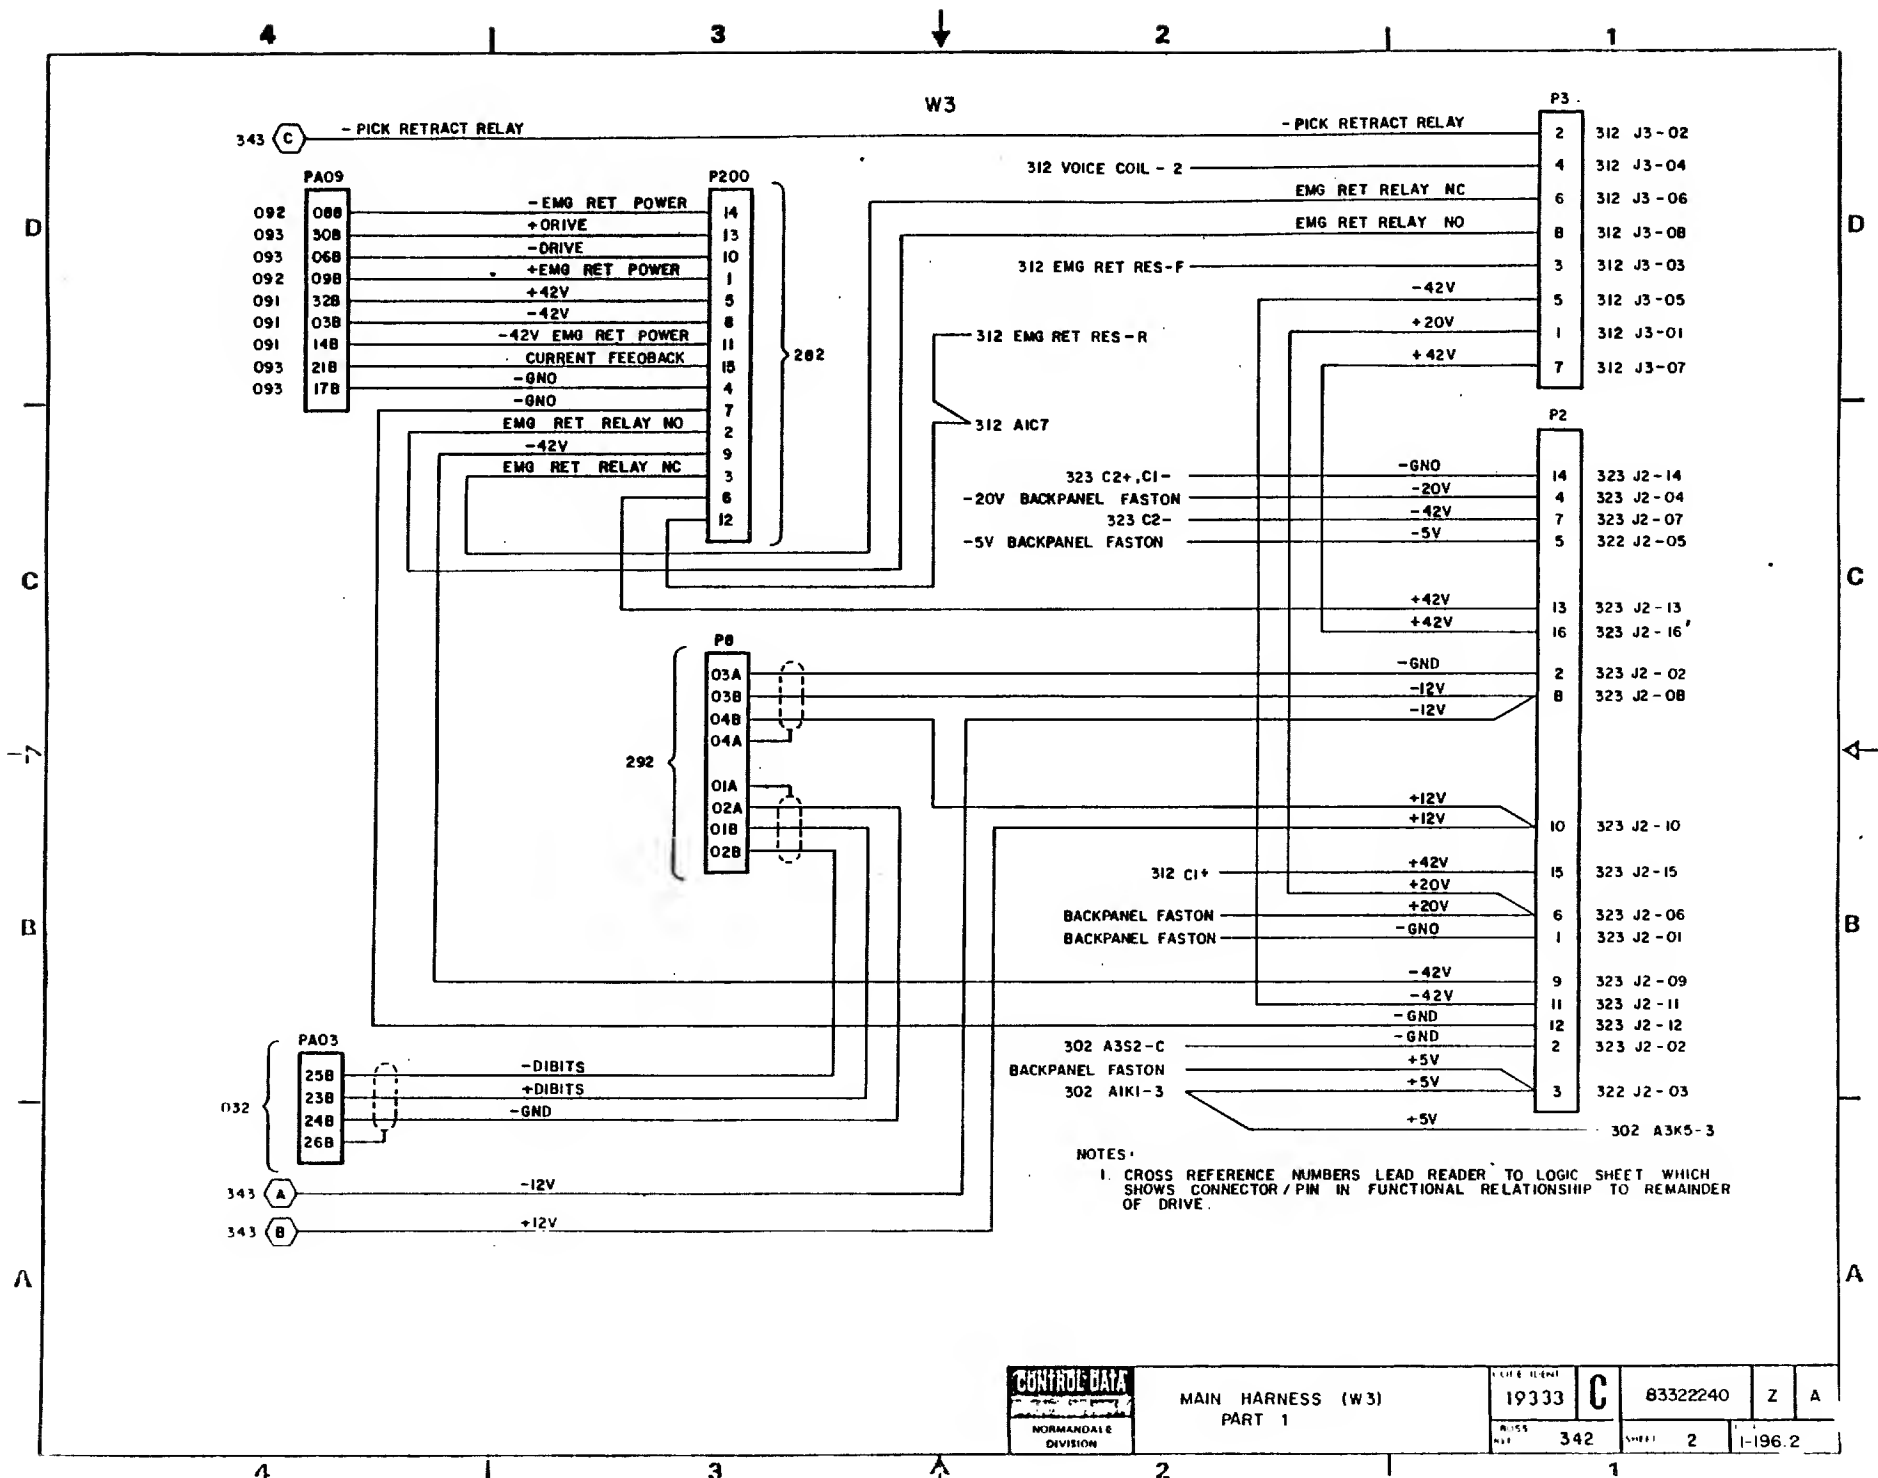 4 3 2 1
W3
343 C - PICK RETRACT RELAY - PICK RETRACT RELAY
P3
2 312 J3-02
312 VOICE COIL - 2 4 312 J3-04
EMG RET RELAY NC 6 312 J3-06
EMG RET RELAY NO 8 312 J3-08
312 EMG RET RES-F 3 312 J3-03
-42V 5 312 J3-05
+20V 1 312 J3-01
+42V 7 312 J3-07
PA09 P200
092 08B -EMG RET POWER 14
093 30B +DRIVE 13
093 06B -DRIVE 10
092 09B +EMG RET POWER 1
091 32B +42V 5
091 03B -42V 8
091 14B -42V EMG RET POWER 11
093 21B CURRENT FEEDBACK 15
093 17B -GND 4
-GND 7
EMG RET RELAY NO 2
-42V 9
EMG RET RELAY NC 3
6
12
282
312 EMG RET RES-R
312 A1C7
P2
323 C2+,C1- -GND 14 323 J2-14
-20V BACKPANEL FASTON -20V 4 323 J2-04
323 C2- -42V 7 323 J2-07
-5V BACKPANEL FASTON -5V 5 322 J2-05
+42V 13 323 J2-13
+42V 16 323 J2-16
-GND 2 323 J2-02
-12V 8 323 J2-08
-12V
+12V
+12V 10 323 J2-10
312 C1+ +42V 15 323 J2-15
+20V
BACKPANEL FASTON +20V 6 323 J2-06
BACKPANEL FASTON -GND 1 323 J2-01
-42V 9 323 J2-09
-42V 11 323 J2-11
-GND 12 323 J2-12
302 A3S2-C -GND 2 323 J2-02
BACKPANEL FASTON +5V
302 A1K1-3 +5V 3 322 J2-03
+5V 302 A3K5-3
P8
292
03A
03B
04B
04A
01A
02A
01B
02B
PA03
032
25B -DIBITS
23B +DIBITS
24B -GND
26B
343 A -12V
343 B +12V
NOTES:
1. CROSS REFERENCE NUMBERS LEAD READER TO LOGIC SHEET WHICH
SHOWS CONNECTOR / PIN IN FUNCTIONAL RELATIONSHIP TO REMAINDER
OF DRIVE.
D D
C C
B B
A A
CONTROL DATA
NORMANDALE
DIVISION
MAIN HARNESS (W3)
PART 1
CODE IDENT
19333 C 83322240 Z A
CROSS REF 342 SHEET 2 1-196.2
4 3 2 1